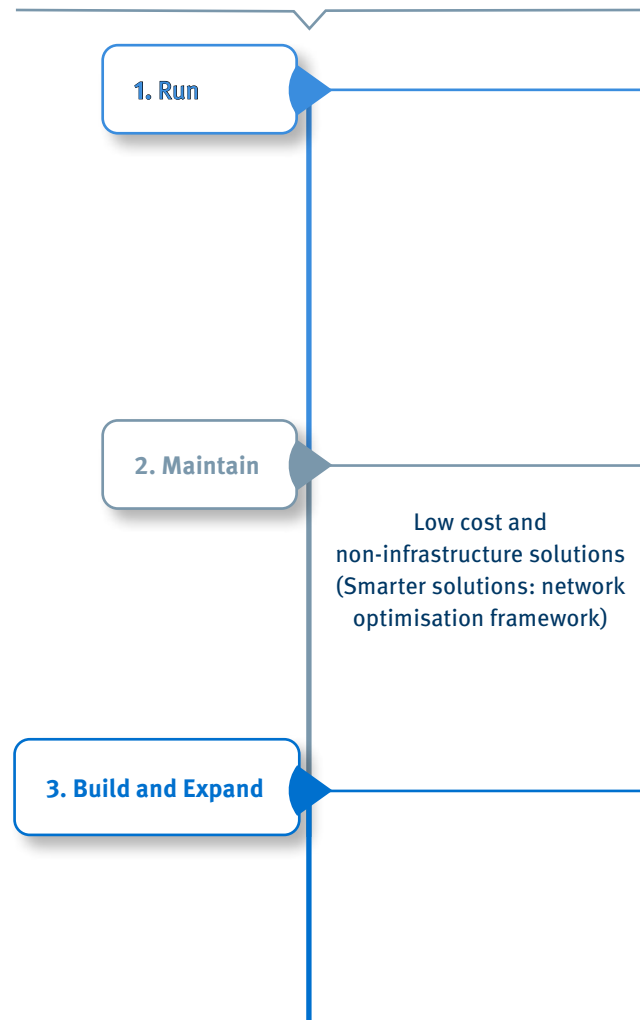 1. Run
2. Maintain
Low cost and
non-infrastructure solutions
(Smarter solutions: network
optimisation framework)
3. Build and Expand